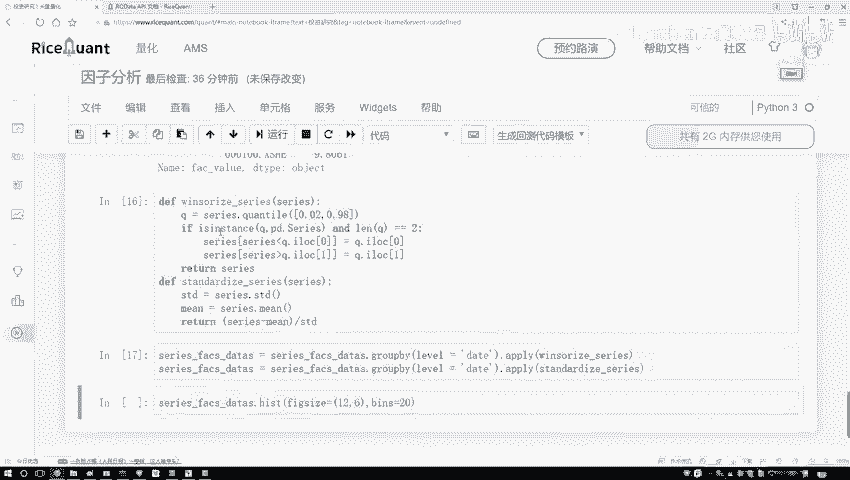 RiceQuant 量化 AMS 预约路演 帮助文档 社区
因子分析 最后检查: 36 分钟前 (未保存改变)
文件 编辑 查看 插入 单元格 服务 Widgets 帮助 可信的 Python 3
运行 代码 生成回测代码模板 共有 2G 内存供您使用
Name: fac_value, dtype: object
In [16]: def winsorize_series(series):
q = series.quantile([0.02,0.98])
if isinstance(q,pd.Series) and len(q) == 2:
series[series<q.iloc[0]] = q.iloc[0]
series[series>q.iloc[1]] = q.iloc[1]
return series
def standardize_series(series):
std = series.std()
mean = series.mean()
return (series-mean)/std
In [17]: series_facs_datas = series_facs_datas.groupby(level = 'date').apply(winsorize_series)
series_facs_datas = series_facs_datas.groupby(level = 'date').apply(standardize_series)
In [ ]: series_facs_datas.hist(figsize=(12,6),bins=20)